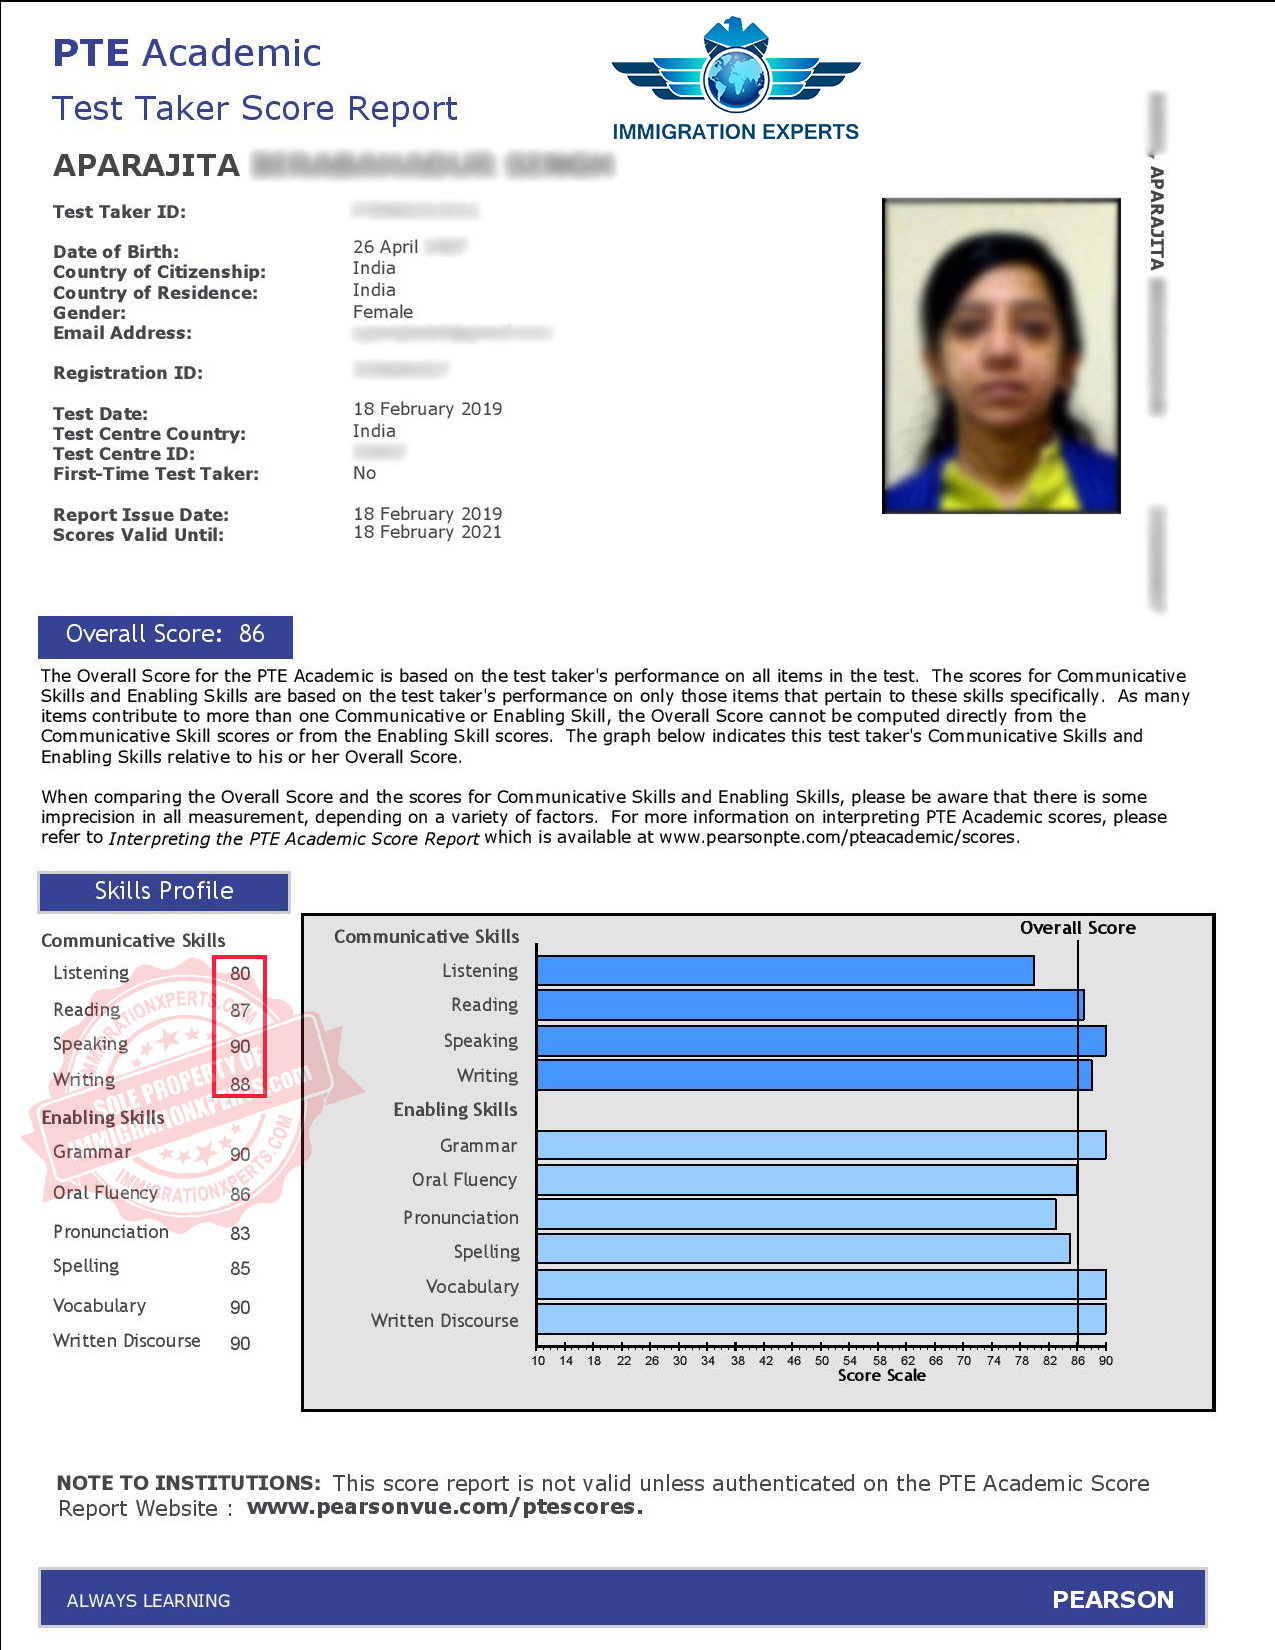 PTE Academic
Test Taker Score Report
IMMIGRATION EXPERTS
APARAJITA
, APARAJITA
Test Taker ID:
Date of Birth: 26 April
Country of Citizenship: India
Country of Residence: India
Gender: Female
Email Address:
Registration ID:
Test Date: 18 February 2019
Test Centre Country: India
Test Centre ID:
First-Time Test Taker: No
Report Issue Date: 18 February 2019
Scores Valid Until: 18 February 2021
Overall Score: 86
The Overall Score for the PTE Academic is based on the test taker's performance on all items in the test. The scores for Communicative
Skills and Enabling Skills are based on the test taker's performance on only those items that pertain to these skills specifically. As many
items contribute to more than one Communicative or Enabling Skill, the Overall Score cannot be computed directly from the
Communicative Skill scores or from the Enabling Skill scores. The graph below indicates this test taker's Communicative Skills and
Enabling Skills relative to his or her Overall Score.
When comparing the Overall Score and the scores for Communicative Skills and Enabling Skills, please be aware that there is some
imprecision in all measurement, depending on a variety of factors. For more information on interpreting PTE Academic scores, please
refer to Interpreting the PTE Academic Score Report which is available at www.pearsonpte.com/pteacademic/scores.
Skills Profile
Communicative Skills
Listening 80
Reading 87
Speaking 90
Writing 88
Enabling Skills
Grammar 90
Oral Fluency 86
Pronunciation 83
Spelling 85
Vocabulary 90
Written Discourse 90
IMMIGRATIONXPERTS.COM
SOLE PROPERTY OF
IMMIGRATIONXPERTS.com
IMMIGRATIONXPERTS.COM
Overall Score
Communicative Skills
Listening
Reading
Speaking
Writing
Enabling Skills
Grammar
Oral Fluency
Pronunciation
Spelling
Vocabulary
Written Discourse
10 14 18 22 26 30 34 38 42 46 50 54 58 62 66 70 74 78 82 86 90
Score Scale
NOTE TO INSTITUTIONS: This score report is not valid unless authenticated on the PTE Academic Score
Report Website : www.pearsonvue.com/ptescores.
ALWAYS LEARNING
PEARSON